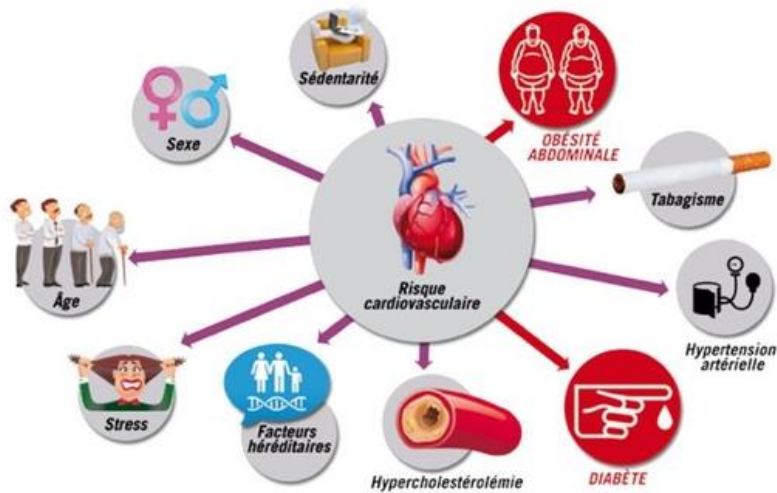 Sédentarité
Sexe
OBÉSITÉ
ABDOMINALE
Tabagisme
Âge
Risque
cardiovasculaire
Hypertension
artérielle
Stress
Facteurs
héréditaires
Hypercholestérolémie
DIABÈTE